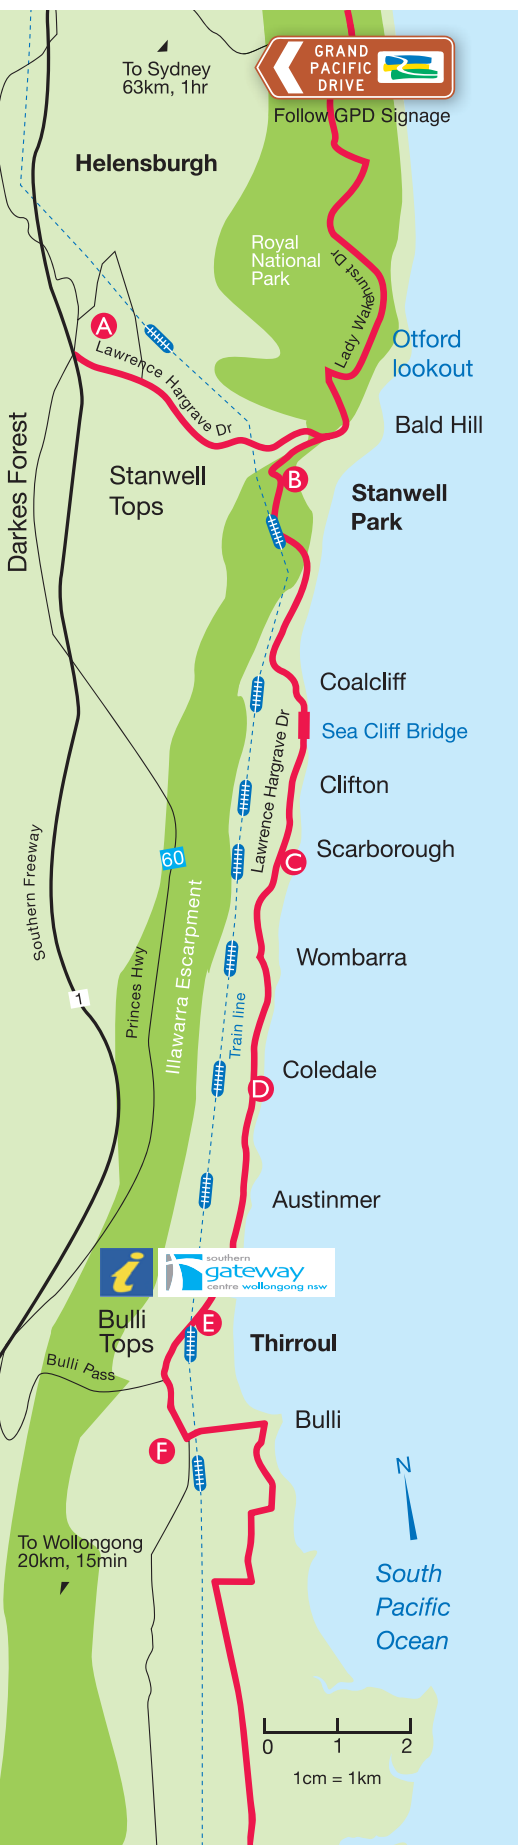 GRAND
PACIFIC
DRIVE
To Sydney
63km, 1hr
Follow GPD Signage
Helensburgh
Royal
National
Park
Lady Wakehurst Dr
A
Lawrence Hargrave Dr
Otford
lookout
Bald Hill
Darkes Forest
Stanwell
Tops
B
Stanwell
Park
Coalcliff
Sea Cliff Bridge
Lawrence Hargrave Dr
Clifton
Scarborough
C
60
Southern Freeway
Illawarra Escarpment
Princes Hwy
1
Wombarra
Train line
Coledale
D
Austinmer
i
southern
gateway
centre wollongong nsw
Bulli
Tops
E
Thirroul
Bulli Pass
Bulli
F
N
To Wollongong
20km, 15min
South
Pacific
Ocean
0 1 2
1cm = 1km